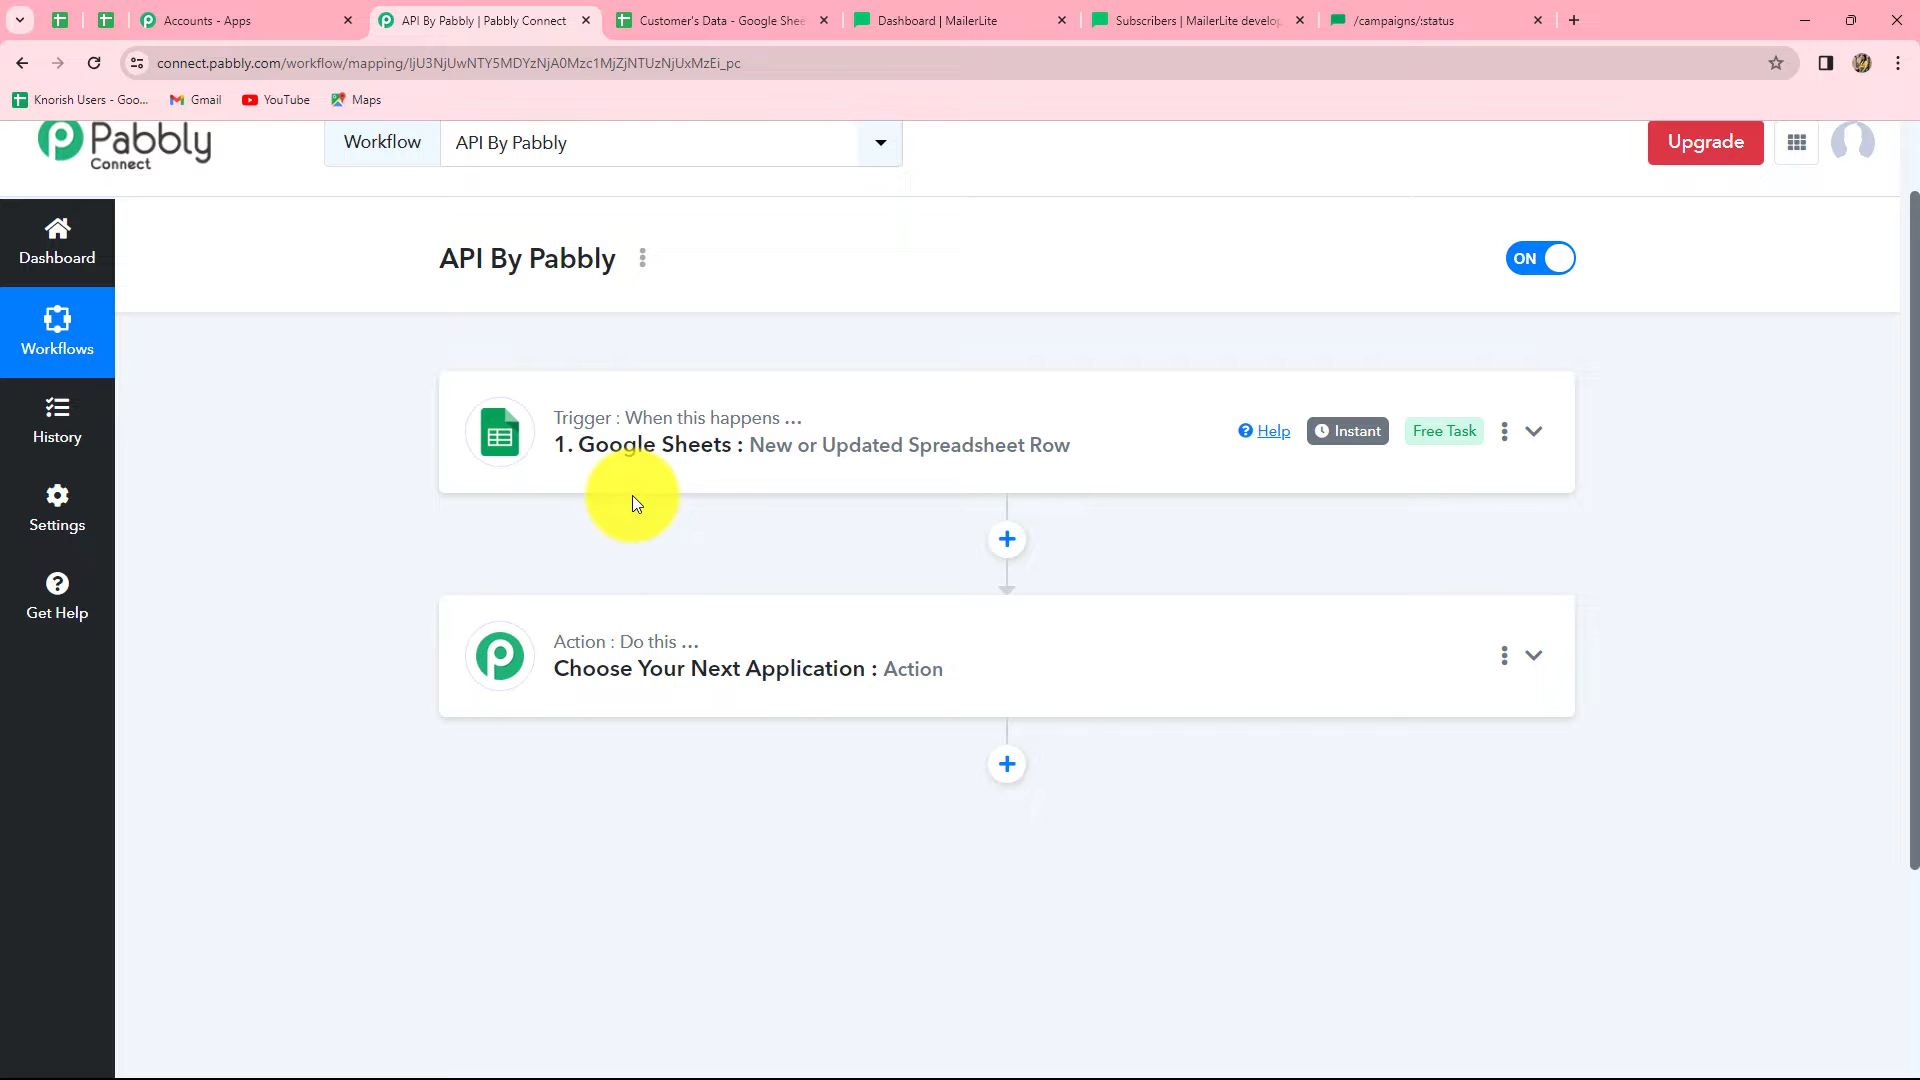 Accounts - Apps
API By Pabbly | Pabbly Connect
Customer's Data - Google Shee
Dashboard | MailerLite
Subscribers | MailerLite develop
/campaigns/:status
connect.pabbly.com/workflow/mapping/IjU3NjUwNTY5MDYzNjA0Mzc1MjZjNTUzNjUxMzEi_pc
Knorish Users - Goo...
Gmail
YouTube
Maps
Pabbly
Connect
Workflow
API By Pabbly
Upgrade
Dashboard
Workflows
History
Settings
Get Help
API By Pabbly
ON
Trigger : When this happens ...
1. Google Sheets : New or Updated Spreadsheet Row
Help
Instant
Free Task
Action : Do this ...
Choose Your Next Application : Action